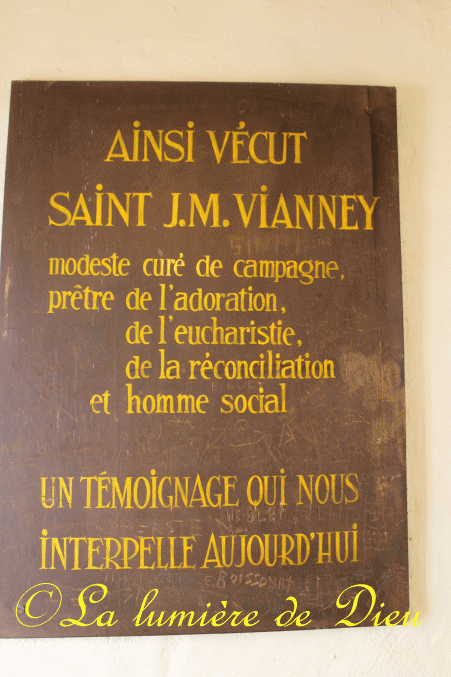 AINSI VÉCUT
SAINT J.M. VIANNEY
modeste curé de campagne,
prêtre de l'adoration,
de l'eucharistie,
de la réconciliation
et homme social
UN TÉMOIGNAGE QUI NOUS
INTERPELLE AUJOURD'HUI
©La lumière de Dieu